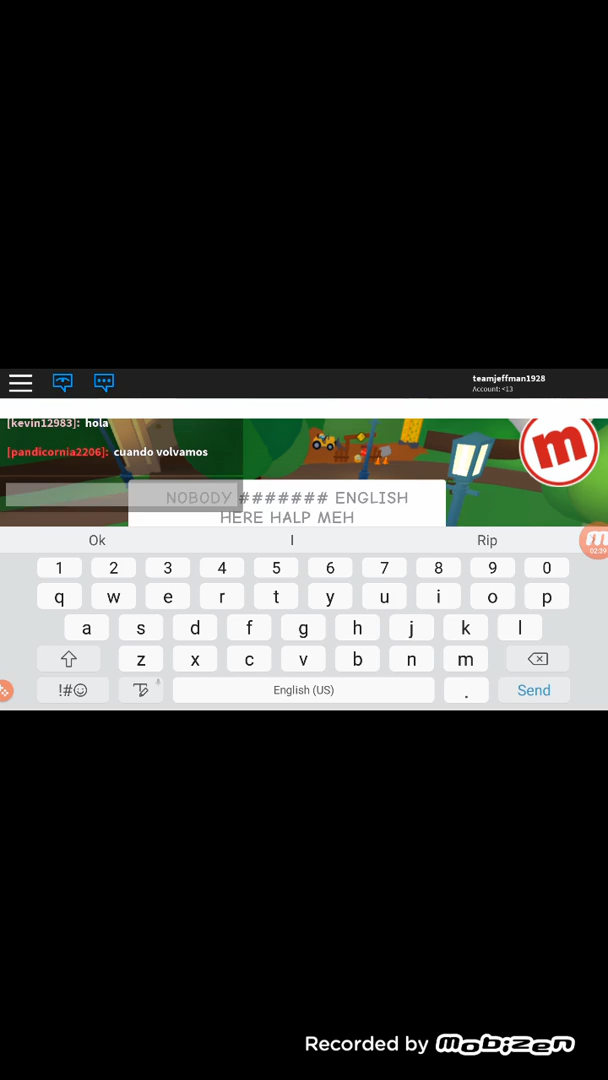 teamjeffman1928
Account: <13
[kevin12983]: hola
[pandicornia2206]: cuando volvamos
NOBODY ####### ENGLISH
HERE HALP MEH
m
02:39
Ok I Rip
1 2 3 4 5 6 7 8 9 0
q w e r t y u i o p
a s d f g h j k l
z x c v b n m
!#☺ T English (US) . Send
Recorded by mobizen